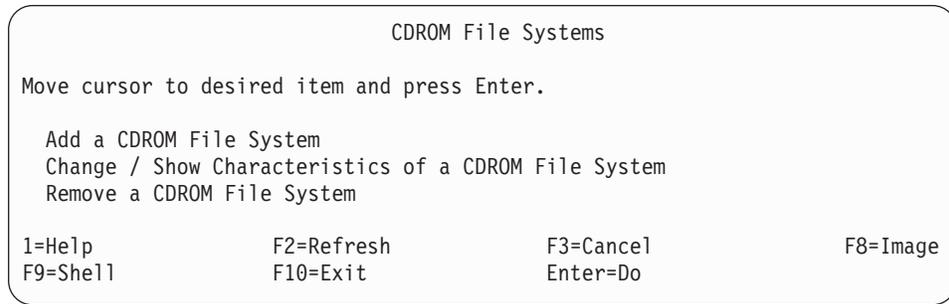 CDROM File Systems
Move cursor to desired item and press Enter.
Add a CDROM File System
Change / Show Characteristics of a CDROM File System
Remove a CDROM File System
1=Help F2=Refresh F3=Cancel F8=Image
F9=Shell F10=Exit Enter=Do